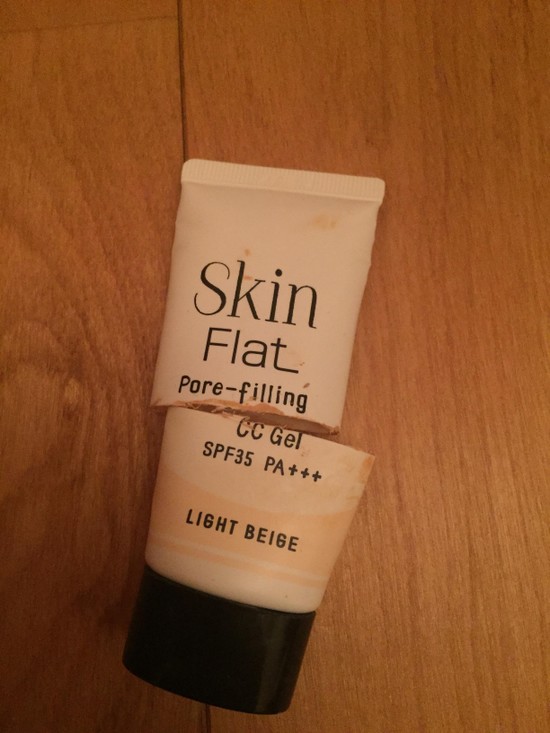 Skin
Flat
Pore-filling
CC Gel
SPF35 PA+++
LIGHT BEIGE